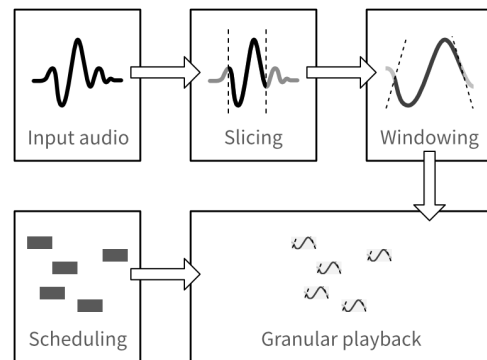 Input audio
Slicing
Windowing
Scheduling
Granular playback